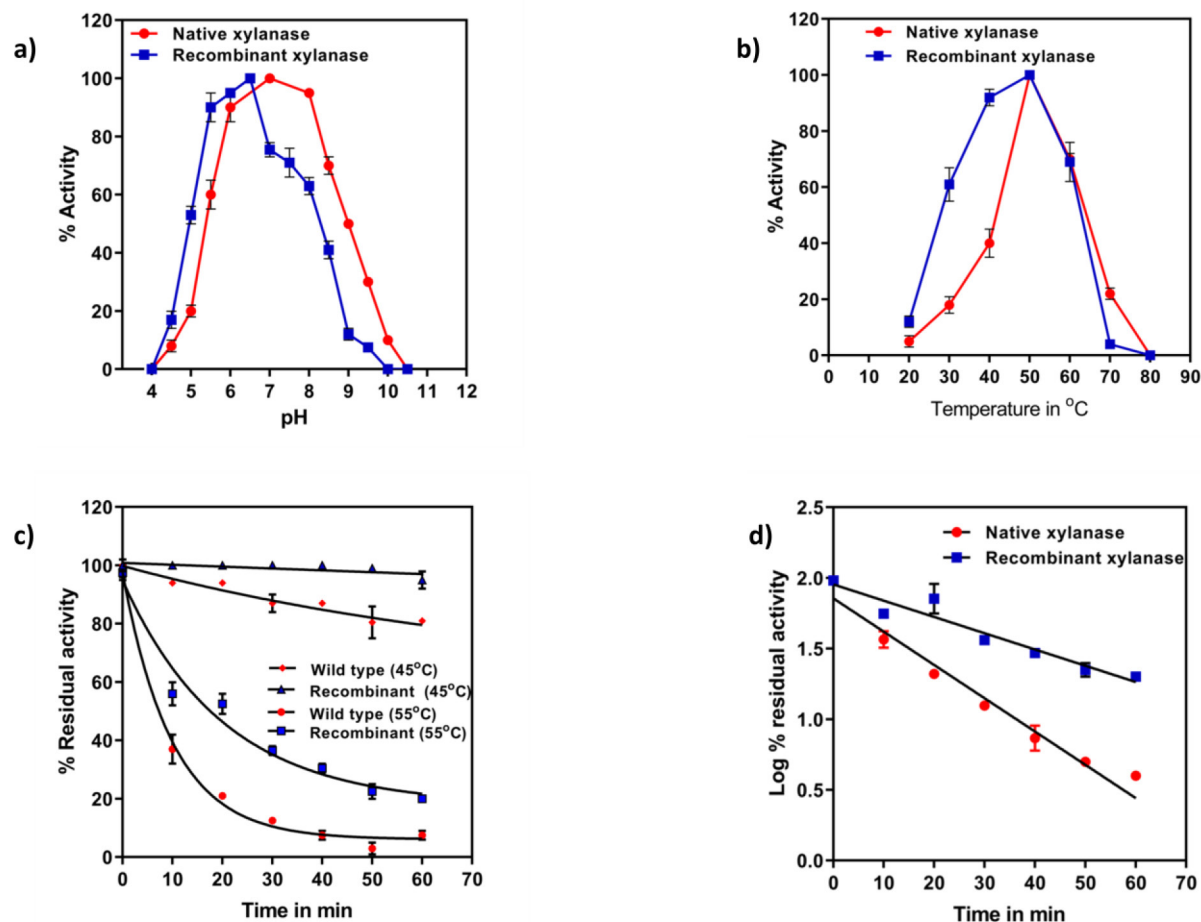 a)
Native xylanase
Recombinant xylanase
120
100
80
60
40
20
0
% Activity
4 5 6 7 8 9 10 11 12
pH
b)
Native xylanase
Recombinant xylanase
120
100
80
60
40
20
0
% Activity
0 10 20 30 40 50 60 70 80 90
Temperature in °C
c)
120
100
80
60
40
20
0
% Residual activity
Wild type (45°C)
Recombinant (45°C)
Wild type (55°C)
Recombinant (55°C)
0 10 20 30 40 50 60 70
Time in min
d)
Native xylanase
Recombinant xylanase
2.5
2.0
1.5
1.0
0.5
0.0
Log % residual activity
0 10 20 30 40 50 60 70
Time in min